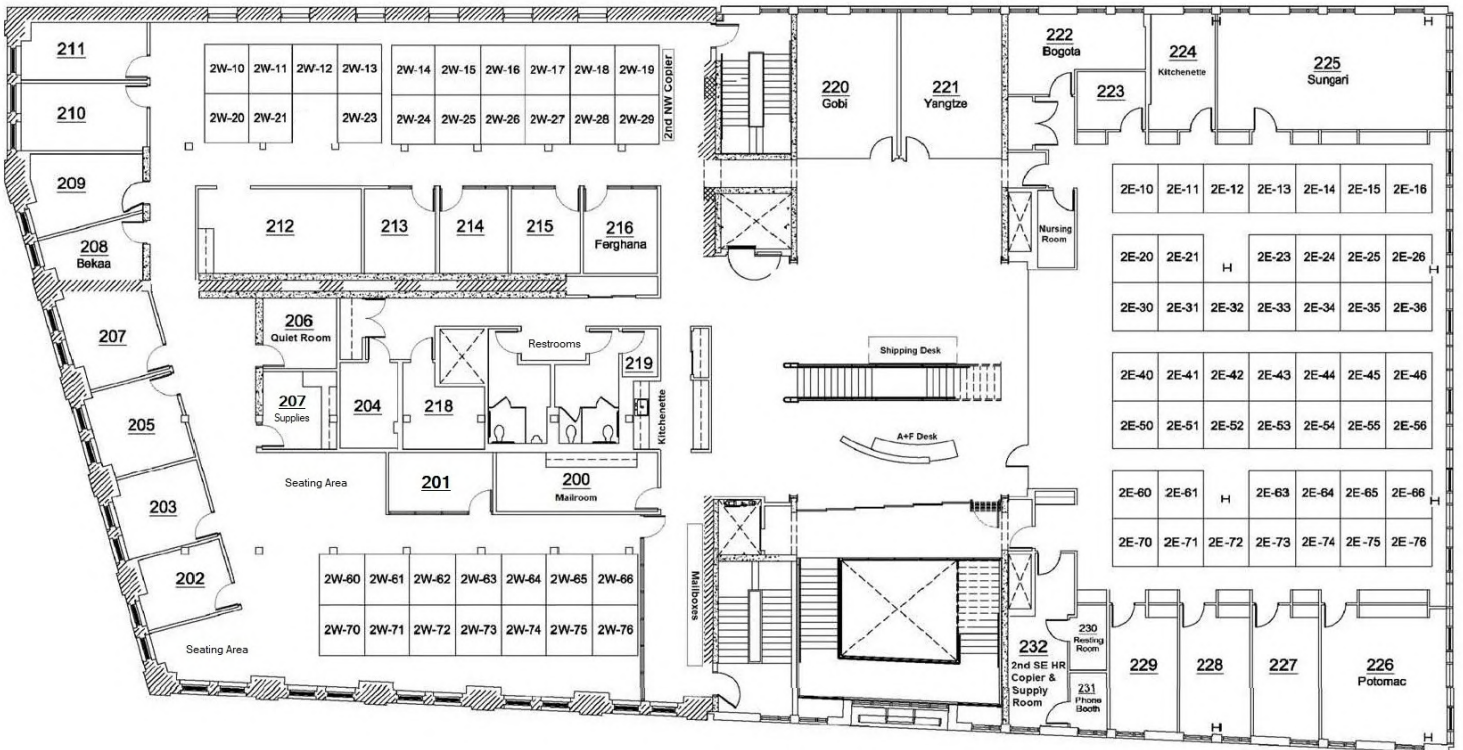 211
210
209
208
Bekaa
207
205
203
202
Seating Area
2W-10 2W-11 2W-12 2W-13
2W-20 2W-21 2W-23
2W-14 2W-15 2W-16 2W-17 2W-18 2W-19
2W-24 2W-25 2W-26 2W-27 2W-28 2W-29
2nd NW Copier
212
213
214
215
216
Ferghana
206
Quiet Room
207
Supplies
204
218
Restrooms
219
Kitchenette
Seating Area
201
200
Mailroom
2W-60 2W-61 2W-62 2W-63 2W-64 2W-65 2W-66
2W-70 2W-71 2W-72 2W-73 2W-74 2W-75 2W-76
Mailboxes
220
Gobi
221
Yangtze
Shipping Desk
A+F Desk
222
Bogota
223
224
Kitchenette
225
Sungari
Nursing
Room
2E-10 2E-11 2E-12 2E-13 2E-14 2E-15 2E-16
2E-20 2E-21 H 2E-23 2E-24 2E-25 2E-26
2E-30 2E-31 2E-32 2E-33 2E-34 2E-35 2E-36
2E-40 2E-41 2E-42 2E-43 2E-44 2E-45 2E-46
2E-50 2E-51 2E-52 2E-53 2E-54 2E-55 2E-56
2E-60 2E-61 H 2E-63 2E-64 2E-65 2E-66
2E-70 2E-71 2E-72 2E-73 2E-74 2E-75 2E-76
232
2nd SE HR
Copier &
Supply
Room
230
Resting
Room
231
Phone
Booth
229
228
227
226
Potomac